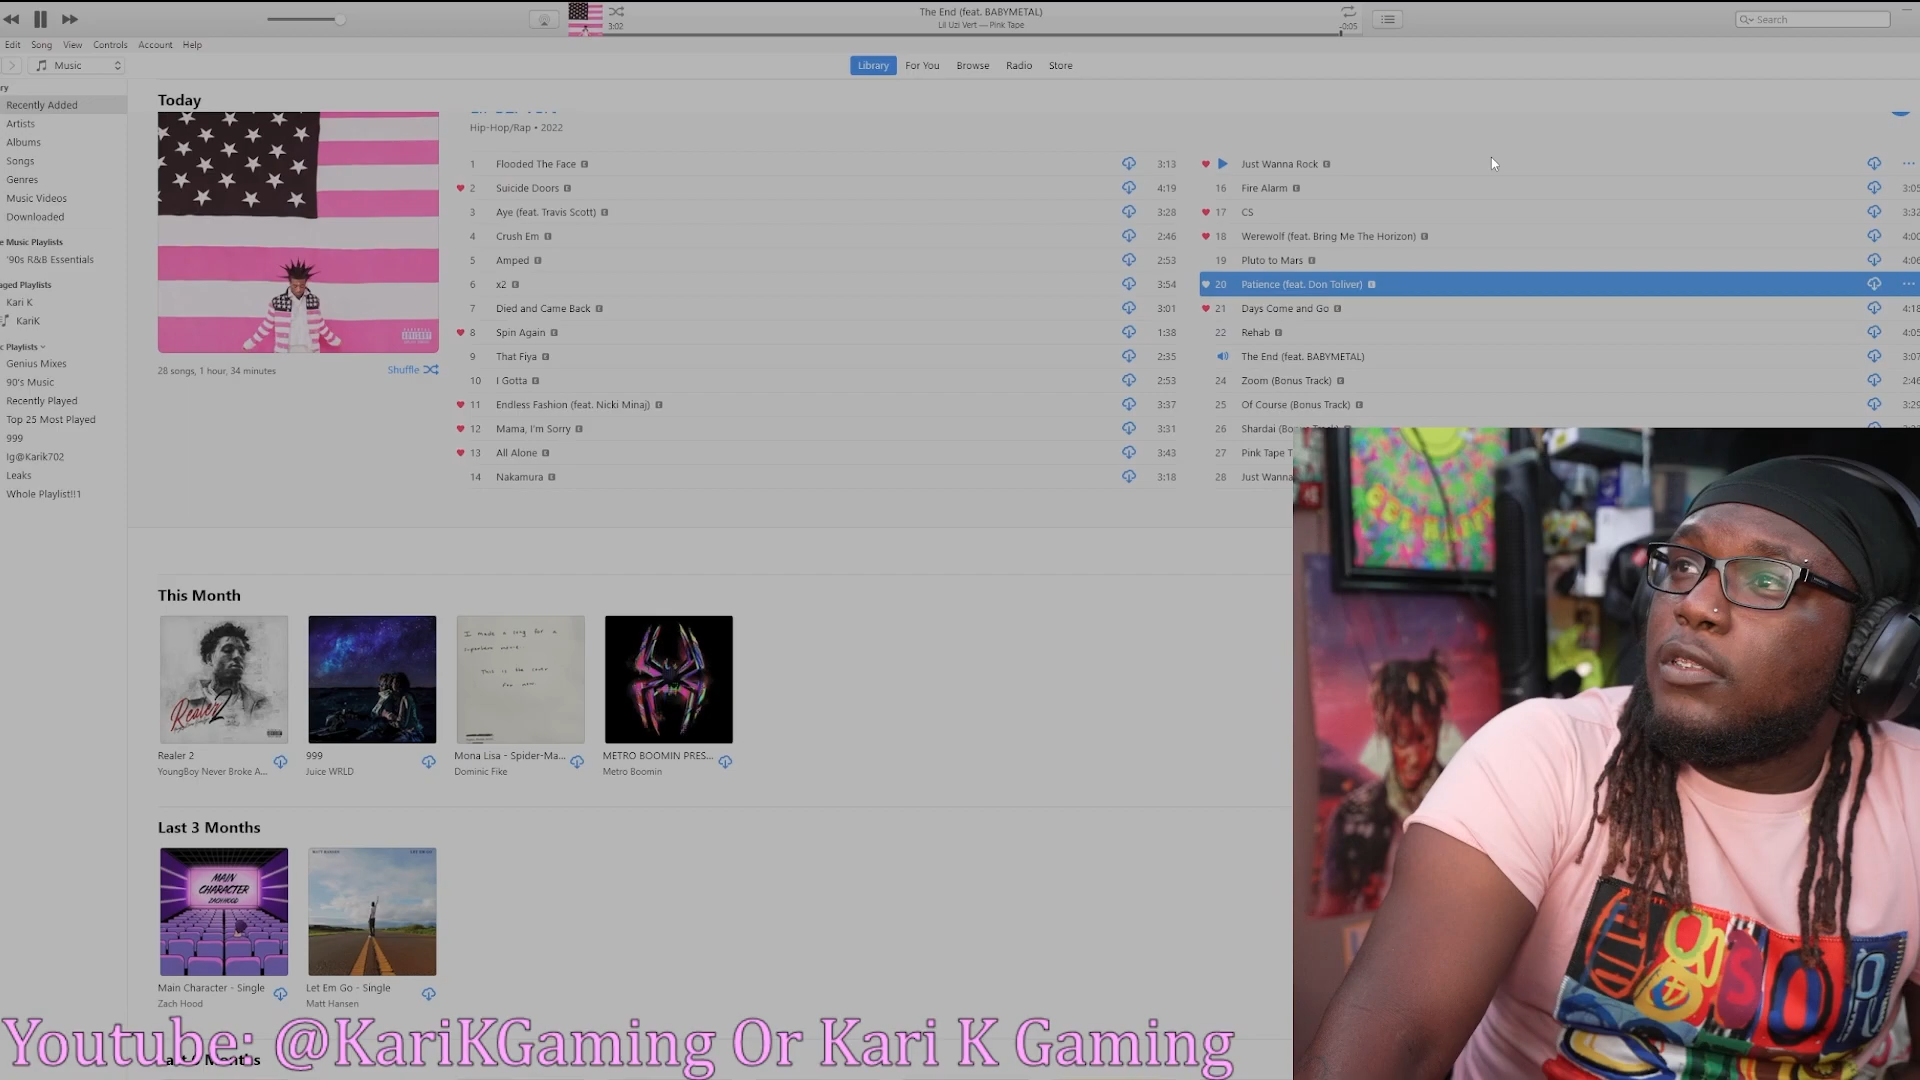 The End (feat. BABYMETAL)
Lil Uzi Vert — Pink Tape
3:02
-0:05
Search
Edit Song View Controls Account Help
Music
Library For You Browse Radio Store
Recently Added
Artists
Albums
Songs
Genres
Music Videos
Downloaded
Music Playlists
'90s R&B Essentials
Playlists
Kari K
KariK
Playlists
Genius Mixes
90's Music
Recently Played
Top 25 Most Played
999
Ig@Karik702
Leaks
Whole Playlist!!1
Today
Hip-Hop/Rap • 2022
1 Flooded The Face E 3:13
2 Suicide Doors E 4:19
3 Aye (feat. Travis Scott) E 3:28
4 Crush Em E 2:46
5 Amped E 2:53
6 x2 E 3:54
7 Died and Came Back E 3:01
8 Spin Again E 1:38
9 That Fiya E 2:35
10 I Gotta E 2:53
11 Endless Fashion (feat. Nicki Minaj) E 3:37
12 Mama, I'm Sorry E 3:31
13 All Alone E 3:43
14 Nakamura E 3:18
Just Wanna Rock E
16 Fire Alarm E 3:05
17 CS 3:32
18 Werewolf (feat. Bring Me The Horizon) E 4:00
19 Pluto to Mars E 4:06
20 Patience (feat. Don Toliver) E
21 Days Come and Go E 4:18
22 Rehab E 4:05
The End (feat. BABYMETAL) 3:07
24 Zoom (Bonus Track) E 2:46
25 Of Course (Bonus Track) E 3:29
26 Shardai
27 Pink Tape
28 Just Wanna
28 songs, 1 hour, 34 minutes
Shuffle
This Month
Realer 2
Realer 2
YoungBoy Never Broke A...
999
Juice WRLD
Mona Lisa - Spider-Ma...
Dominic Fike
METRO BOOMIN PRES...
Metro Boomin
Last 3 Months
MAIN
CHARACTER
ZACH HOOD
Main Character - Single
Zach Hood
Let Em Go - Single
Matt Hansen
Months
Youtube: @KariKGaming Or Kari K Gaming